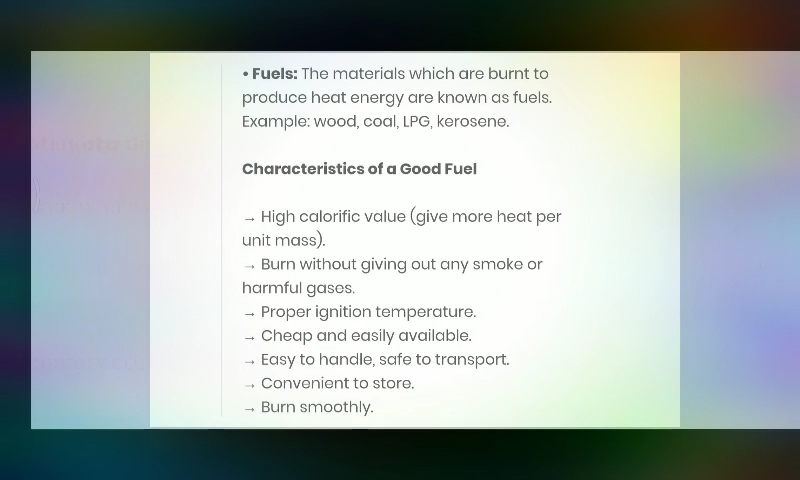 • Fuels: The materials which are burnt to
produce heat energy are known as fuels.
Example: wood, coal, LPG, kerosene.
Characteristics of a Good Fuel
→ High calorific value (give more heat per
unit mass).
→ Burn without giving out any smoke or
harmful gases.
→ Proper ignition temperature.
→ Cheap and easily available.
→ Easy to handle, safe to transport.
→ Convenient to store.
→ Burn smoothly.